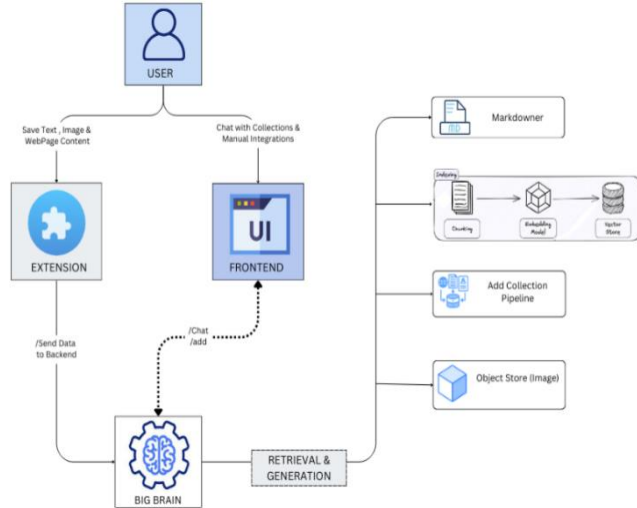 USER
Save Text , Image &
WebPage Content
Chat with Collections &
Manual Integrations
EXTENSION
UI
FRONTEND
/Send Data
to Backend
/Chat
/add
BIG BRAIN
RETRIEVAL &
GENERATION
MD
Markdowner
Indexing
Chunking
Embedding
Model
Vector
Store
Add Collection
Pipeline
Object Store (Image)